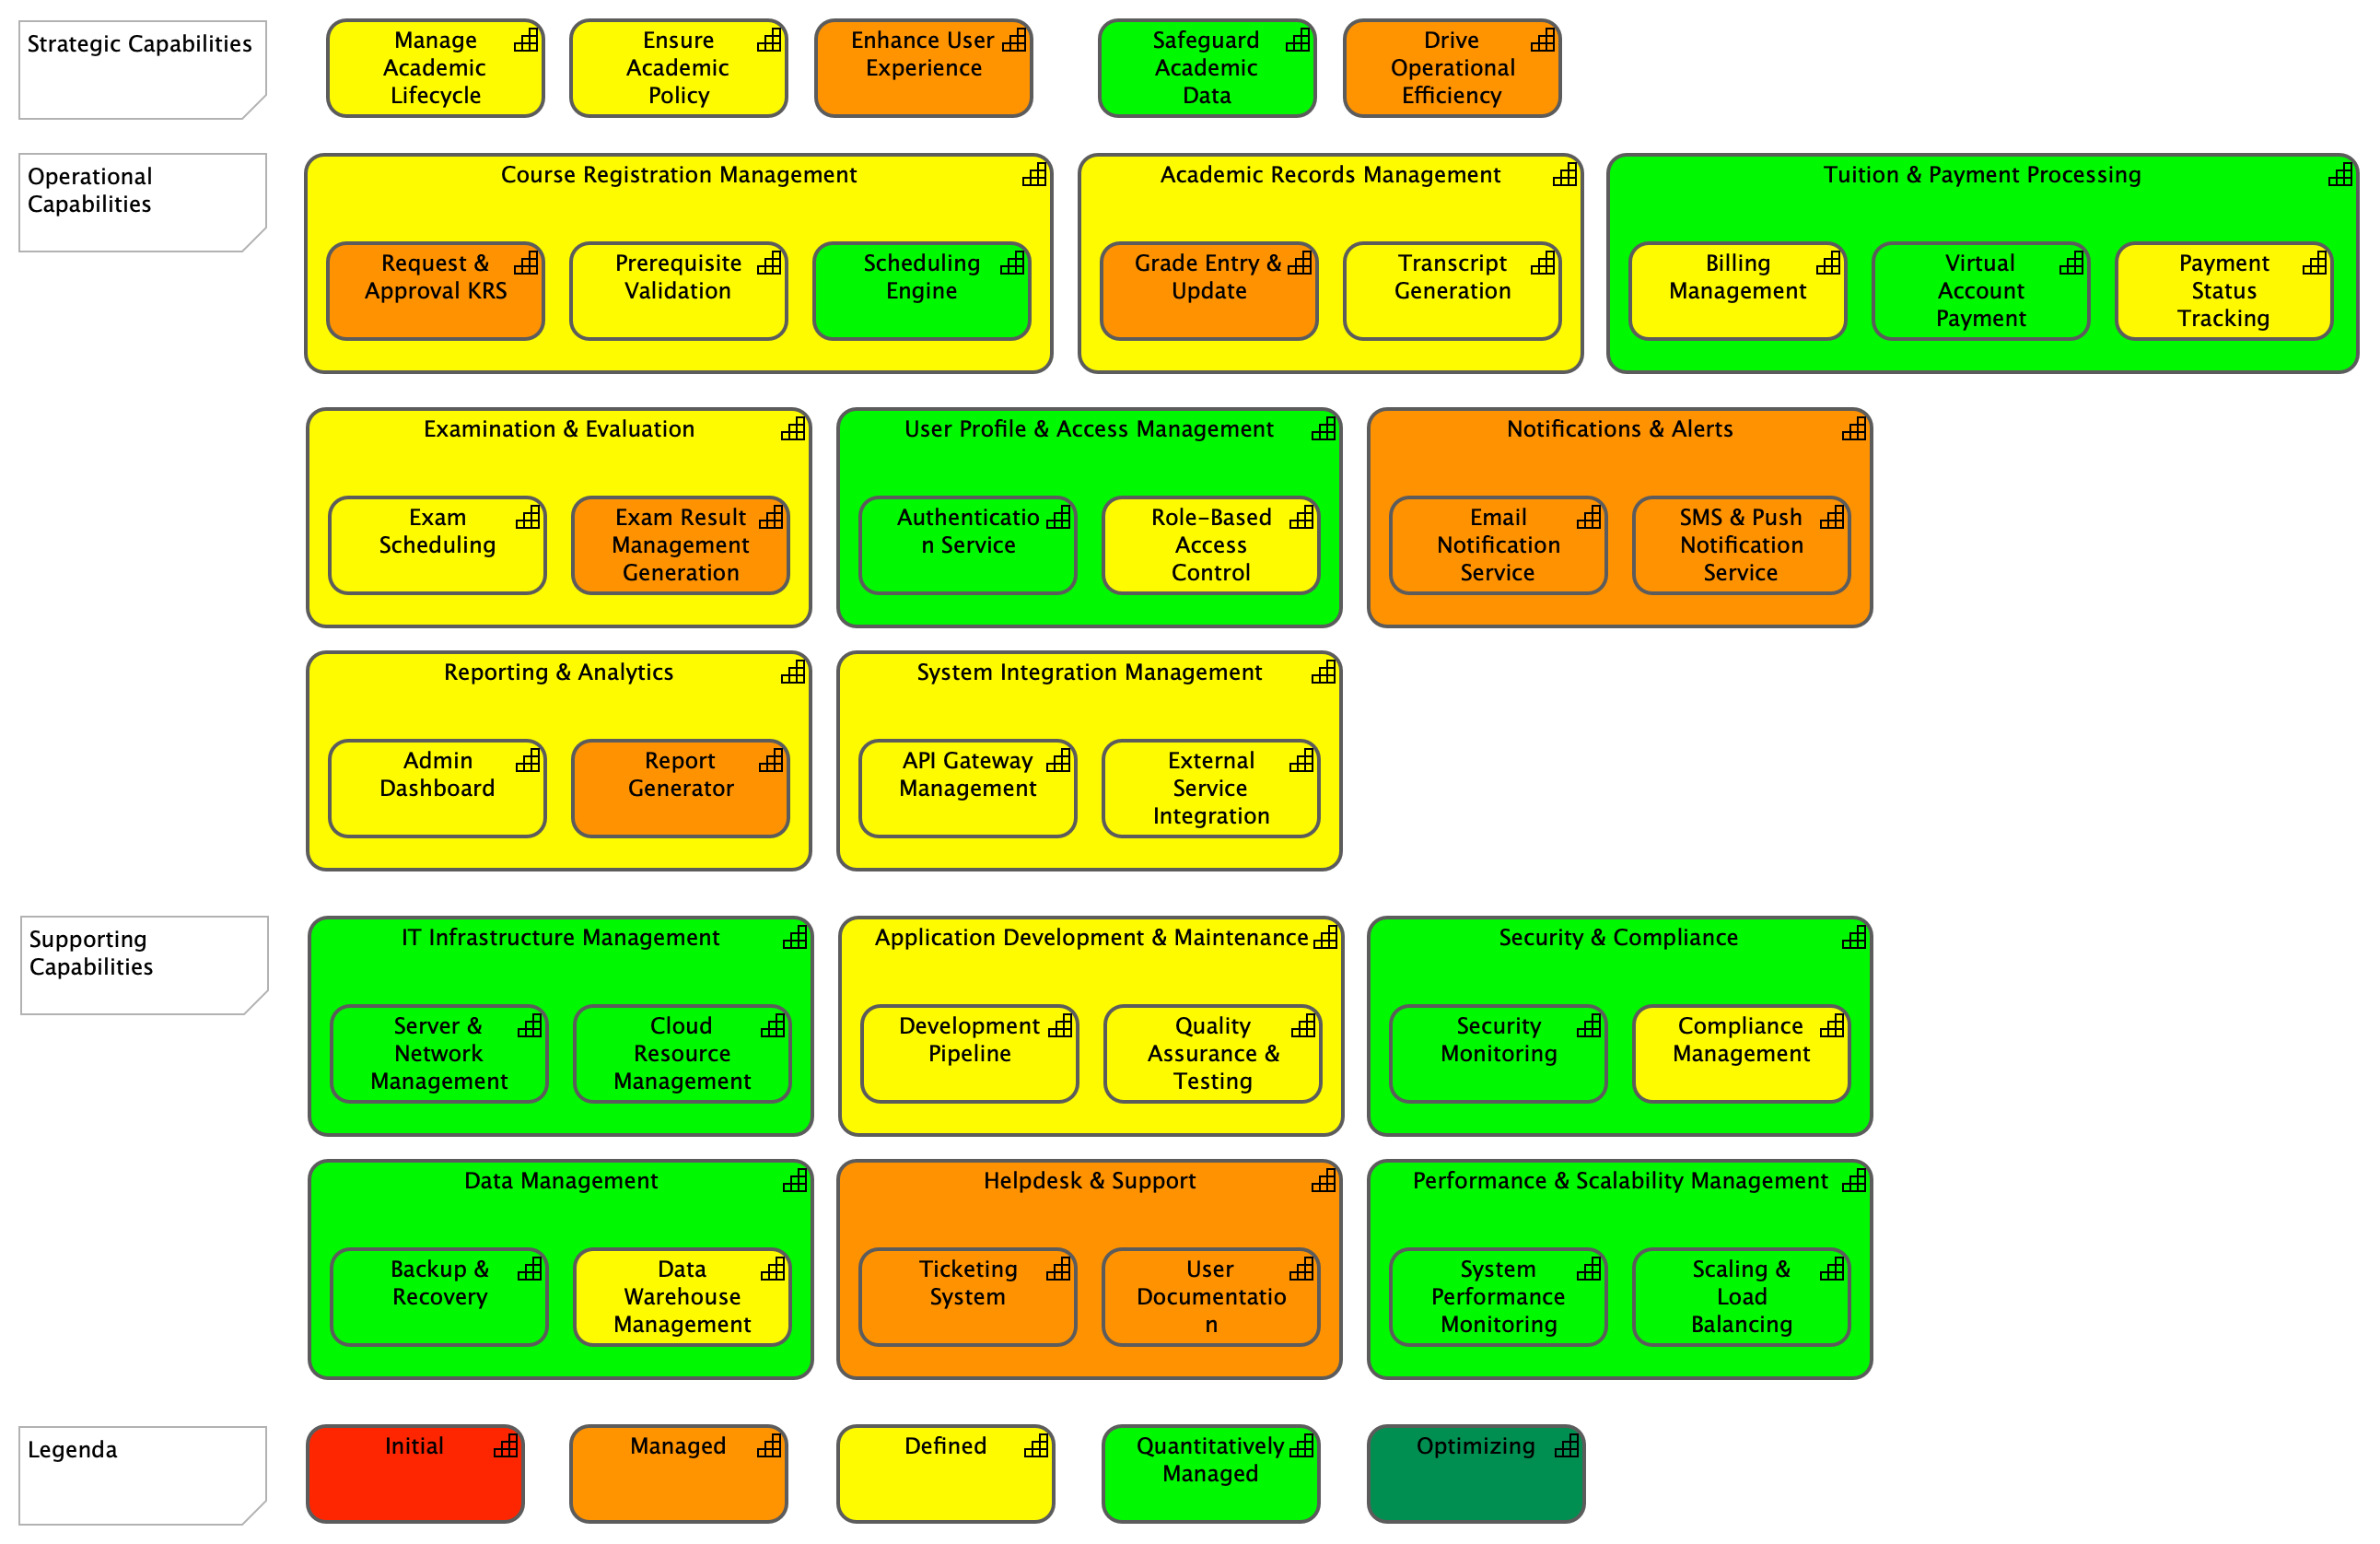 Strategic Capabilities
Manage
Academic
Lifecycle
Ensure
Academic
Policy
Enhance User
Experience
Safeguard
Academic
Data
Drive
Operational
Efficiency
Operational
Capabilities
Course Registration Management
Request &
Approval KRS
Prerequisite
Validation
Scheduling
Engine
Academic Records Management
Grade Entry &
Update
Transcript
Generation
Tuition & Payment Processing
Billing
Management
Virtual
Account
Payment
Payment
Status
Tracking
Examination & Evaluation
Exam
Scheduling
Exam Result
Management
Generation
User Profile & Access Management
Authenticatio
n Service
Role-Based
Access
Control
Notifications & Alerts
Email
Notification
Service
SMS & Push
Notification
Service
Reporting & Analytics
Admin
Dashboard
Report
Generator
System Integration Management
API Gateway
Management
External
Service
Integration
Supporting
Capabilities
IT Infrastructure Management
Server &
Network
Management
Cloud
Resource
Management
Application Development & Maintenance
Development
Pipeline
Quality
Assurance &
Testing
Security & Compliance
Security
Monitoring
Compliance
Management
Data Management
Backup &
Recovery
Data
Warehouse
Management
Helpdesk & Support
Ticketing
System
User
Documentatio
n
Performance & Scalability Management
System
Performance
Monitoring
Scaling &
Load
Balancing
Legenda
Initial
Managed
Defined
Quantitatively
Managed
Optimizing